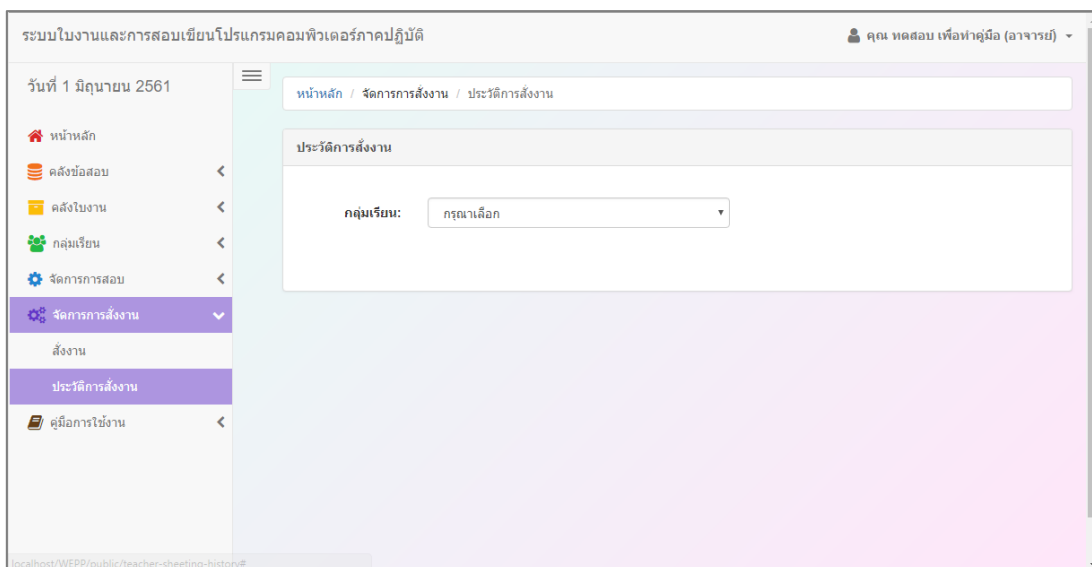 ระบบใบงานและการสอบเขียนโปรแกรมคอมพิวเตอร์ภาคปฏิบัติ
คุณ ทดสอบ เพื่อทำคู่มือ (อาจารย์)
วันที่ 1 มิถุนายน 2561
หน้าหลัก / จัดการการสั่งงาน / ประวัติการสั่งงาน
หน้าหลัก
ประวัติการสั่งงาน
คลังข้อสอบ
คลังใบงาน
กลุ่มเรียน:
กรุณาเลือก
กลุ่มเรียน
จัดการการสอบ
จัดการการสั่งงาน
สั่งงาน
ประวัติการสั่งงาน
คู่มือการใช้งาน
localhost/WEPP/public/teacher-sheeting-history#